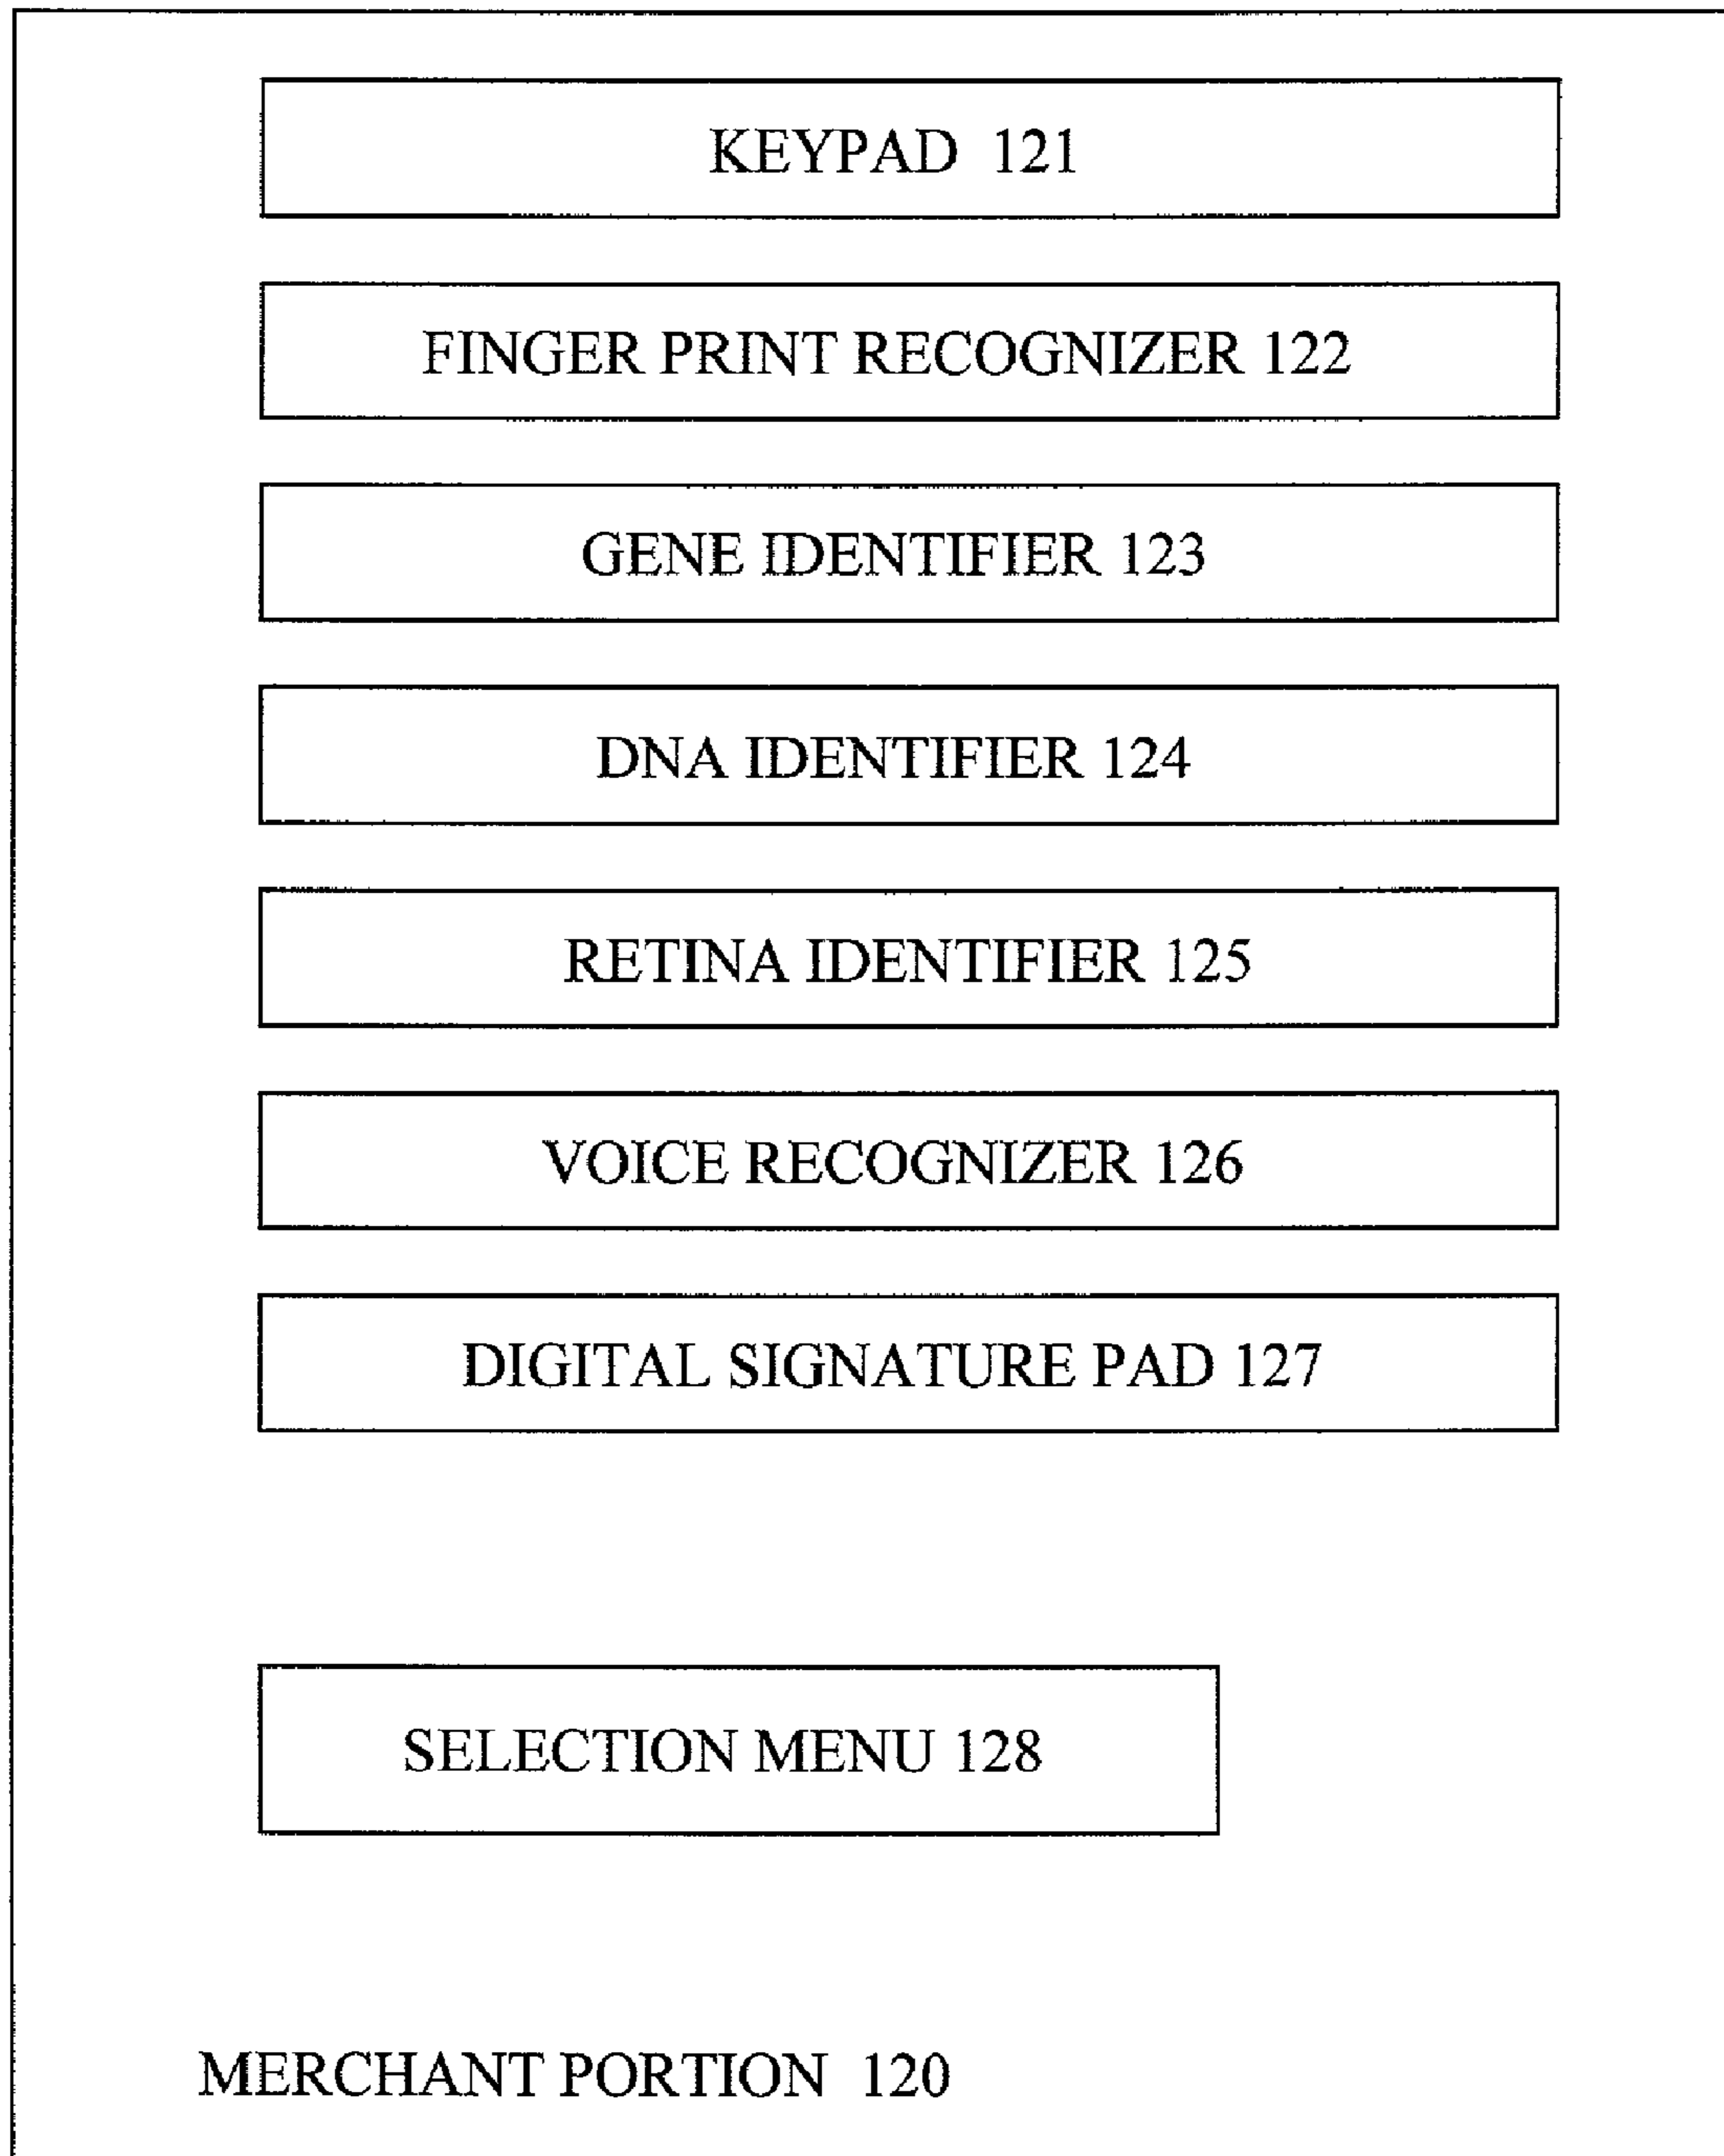 KEYPAD 121
FINGER PRINT RECOGNIZER 122
GENE IDENTIFIER 123
DNA IDENTIFIER 124
RETINA IDENTIFIER 125
VOICE RECOGNIZER 126
DIGITAL SIGNATURE PAD 127
SELECTION MENU 128
MERCHANT PORTION 120